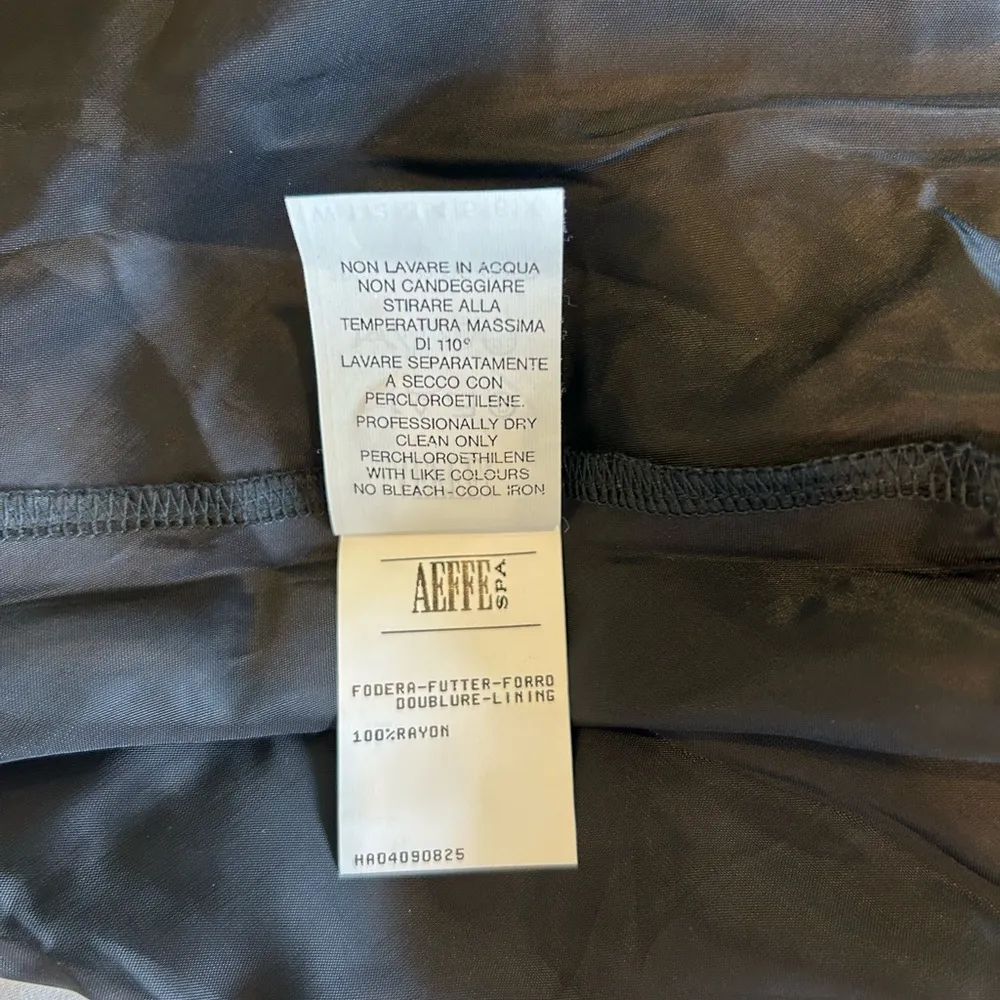 NON LAVARE IN ACQUA
NON CANDEGGIARE
STIRARE ALLA
TEMPERATURA MASSIMA
DI 110°
LAVARE SEPARATAMENTE
A SECCO CON
PERCLOROETILENE.
PROFESSIONALLY DRY
CLEAN ONLY
PERCHLOROETHILENE
WITH LIKE COLOURS
NO BLEACH-COOL IRON
AEFFE SPA
FODERA-FUTTER-FORRO
DOUBLURE-LINING
100%RAYON
HA04090825